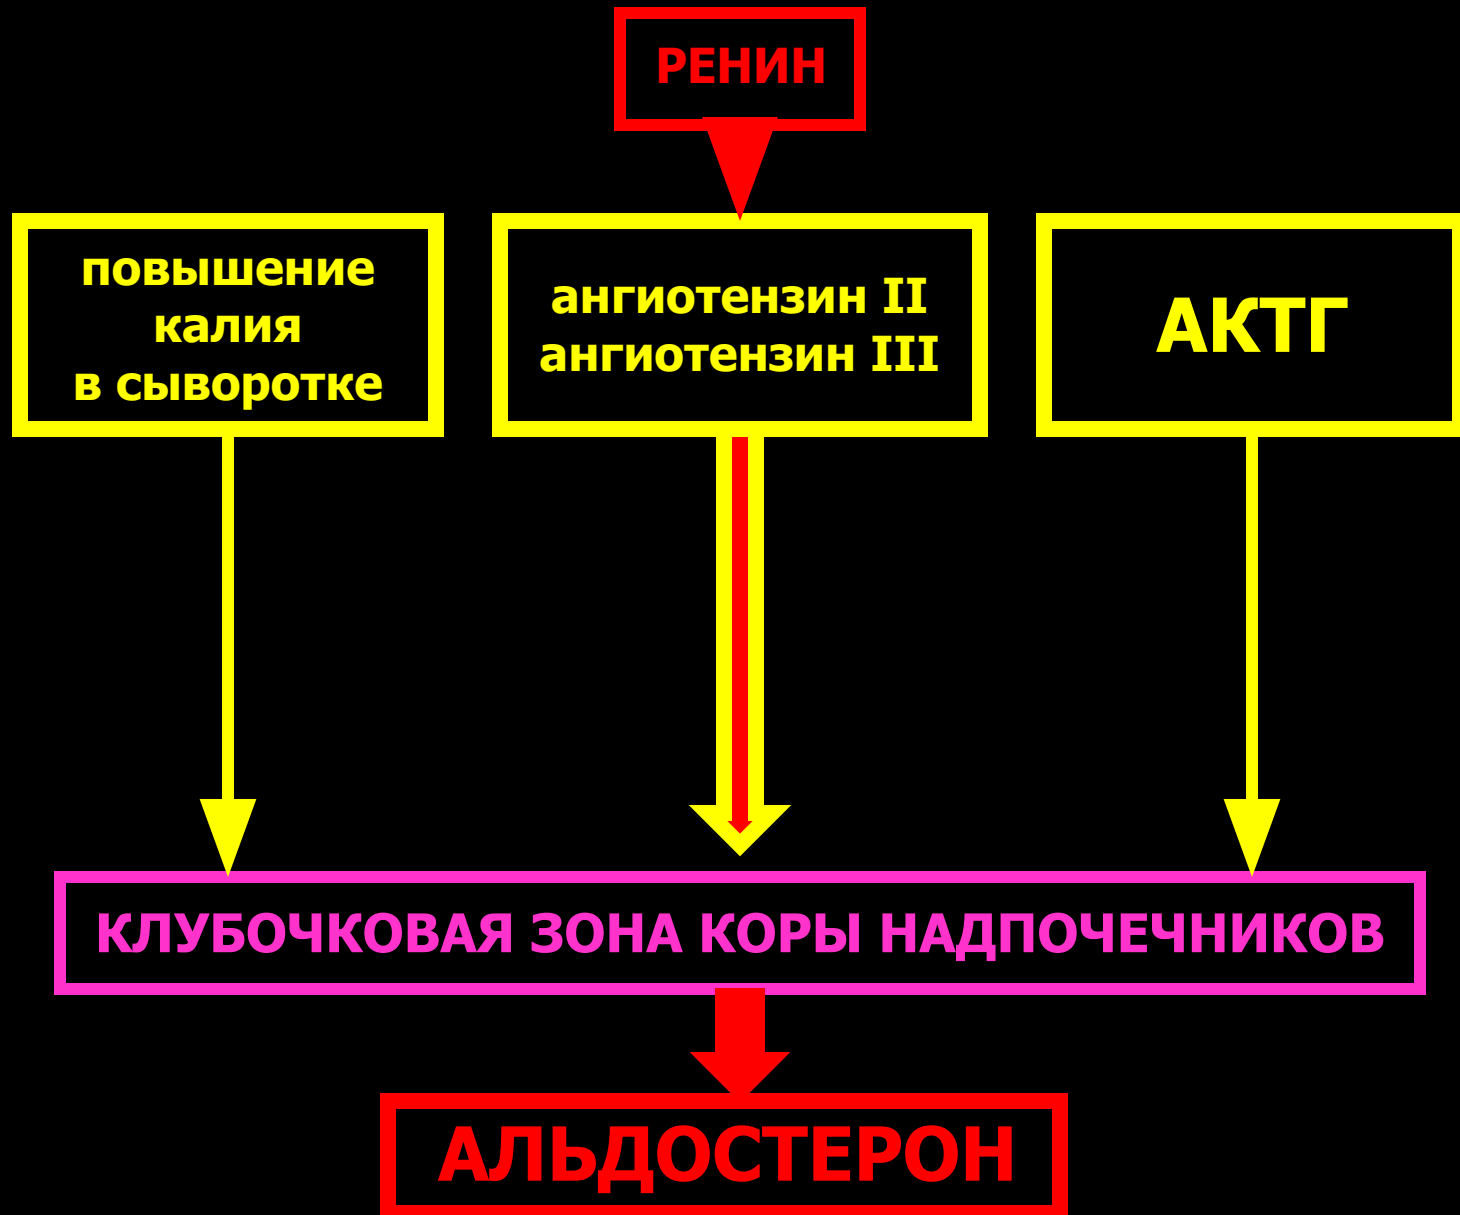 РЕНИН
повышение
калия
в сыворотке
ангиотензин II
ангиотензин III
АКТГ
КЛУБОЧКОВАЯ ЗОНА КОРЫ НАДПОЧЕЧНИКОВ
АЛЬДОСТЕРОН